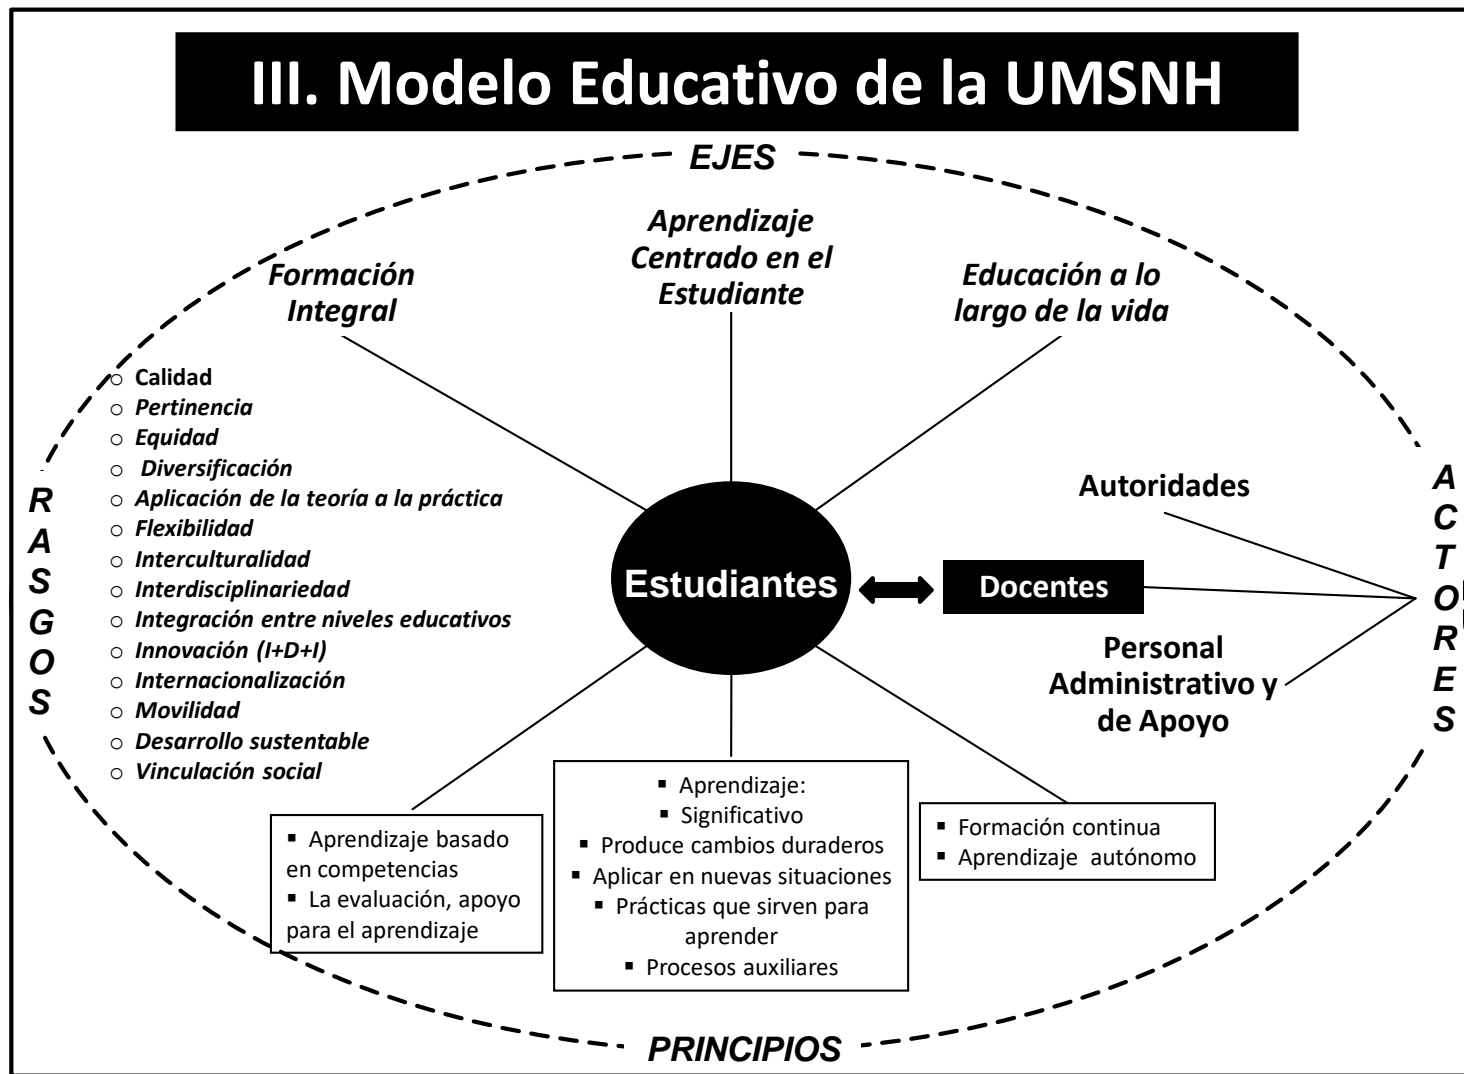 III. Modelo Educativo de la UMSNH
EJES
Formación
Integral
Aprendizaje
Centrado en el
Estudiante
Educación a lo
largo de la vida
RASGOS
o Calidad
o Pertinencia
o Equidad
o Diversificación
o Aplicación de la teoría a la práctica
o Flexibilidad
o Interculturalidad
o Interdisciplinariedad
o Integración entre niveles educativos
o Innovación (I+D+I)
o Internacionalización
o Movilidad
o Desarrollo sustentable
o Vinculación social
Estudiantes
Autoridades
Docentes
Personal
Administrativo y
de Apoyo
ACTORES
▪ Aprendizaje basado
en competencias
▪ La evaluación, apoyo
para el aprendizaje
▪ Aprendizaje:
▪ Significativo
▪ Produce cambios duraderos
▪ Aplicar en nuevas situaciones
▪ Prácticas que sirven para
aprender
▪ Procesos auxiliares
▪ Formación continua
▪ Aprendizaje autónomo
PRINCIPIOS